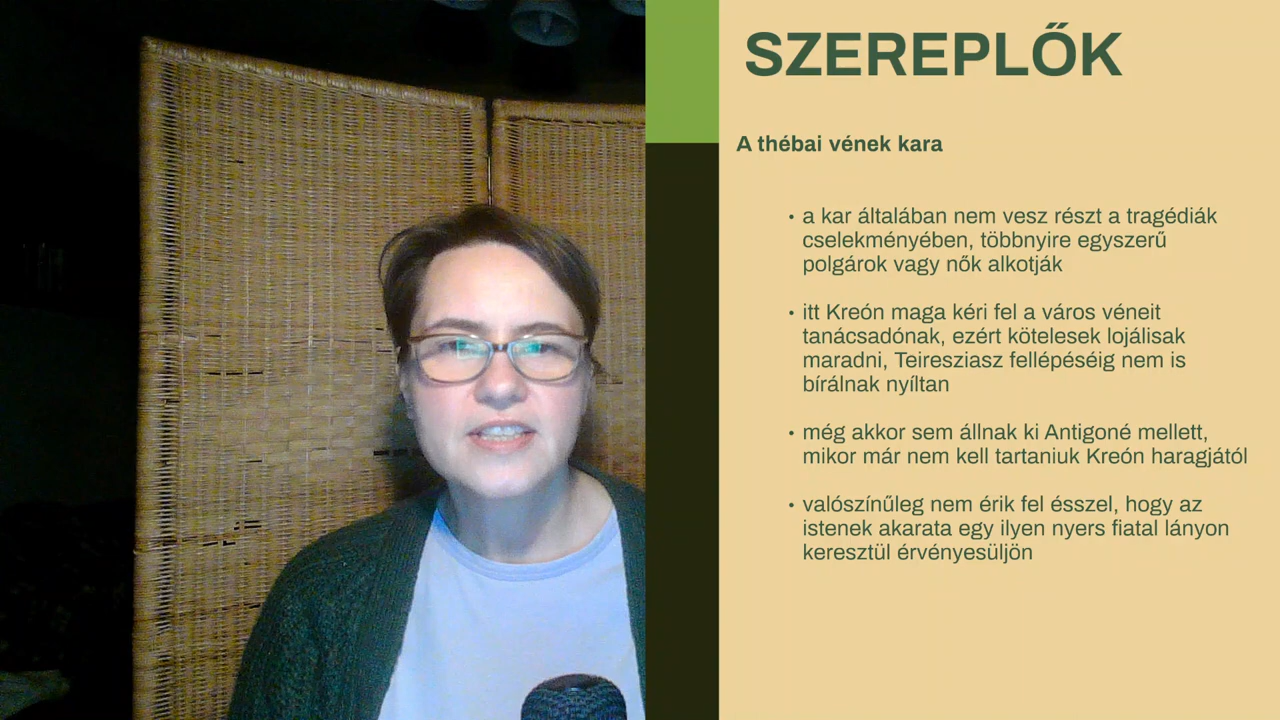 SZEREPLŐK
A thébai vének kara
• a kar általában nem vesz részt a tragédiák
cselekményében, többnyire egyszerű
polgárok vagy nők alkotják
• itt Kreón maga kéri fel a város véneit
tanácsadónak, ezért kötelesek lojálisak
maradni, Teiresziasz fellépéséig nem is
bírálnak nyíltan
• még akkor sem állnak ki Antigoné mellett,
mikor már nem kell tartaniuk Kreón haragjától
• valószínűleg nem érik fel ésszel, hogy az
istenek akarata egy ilyen nyers fiatal lányon
keresztül érvényesüljön